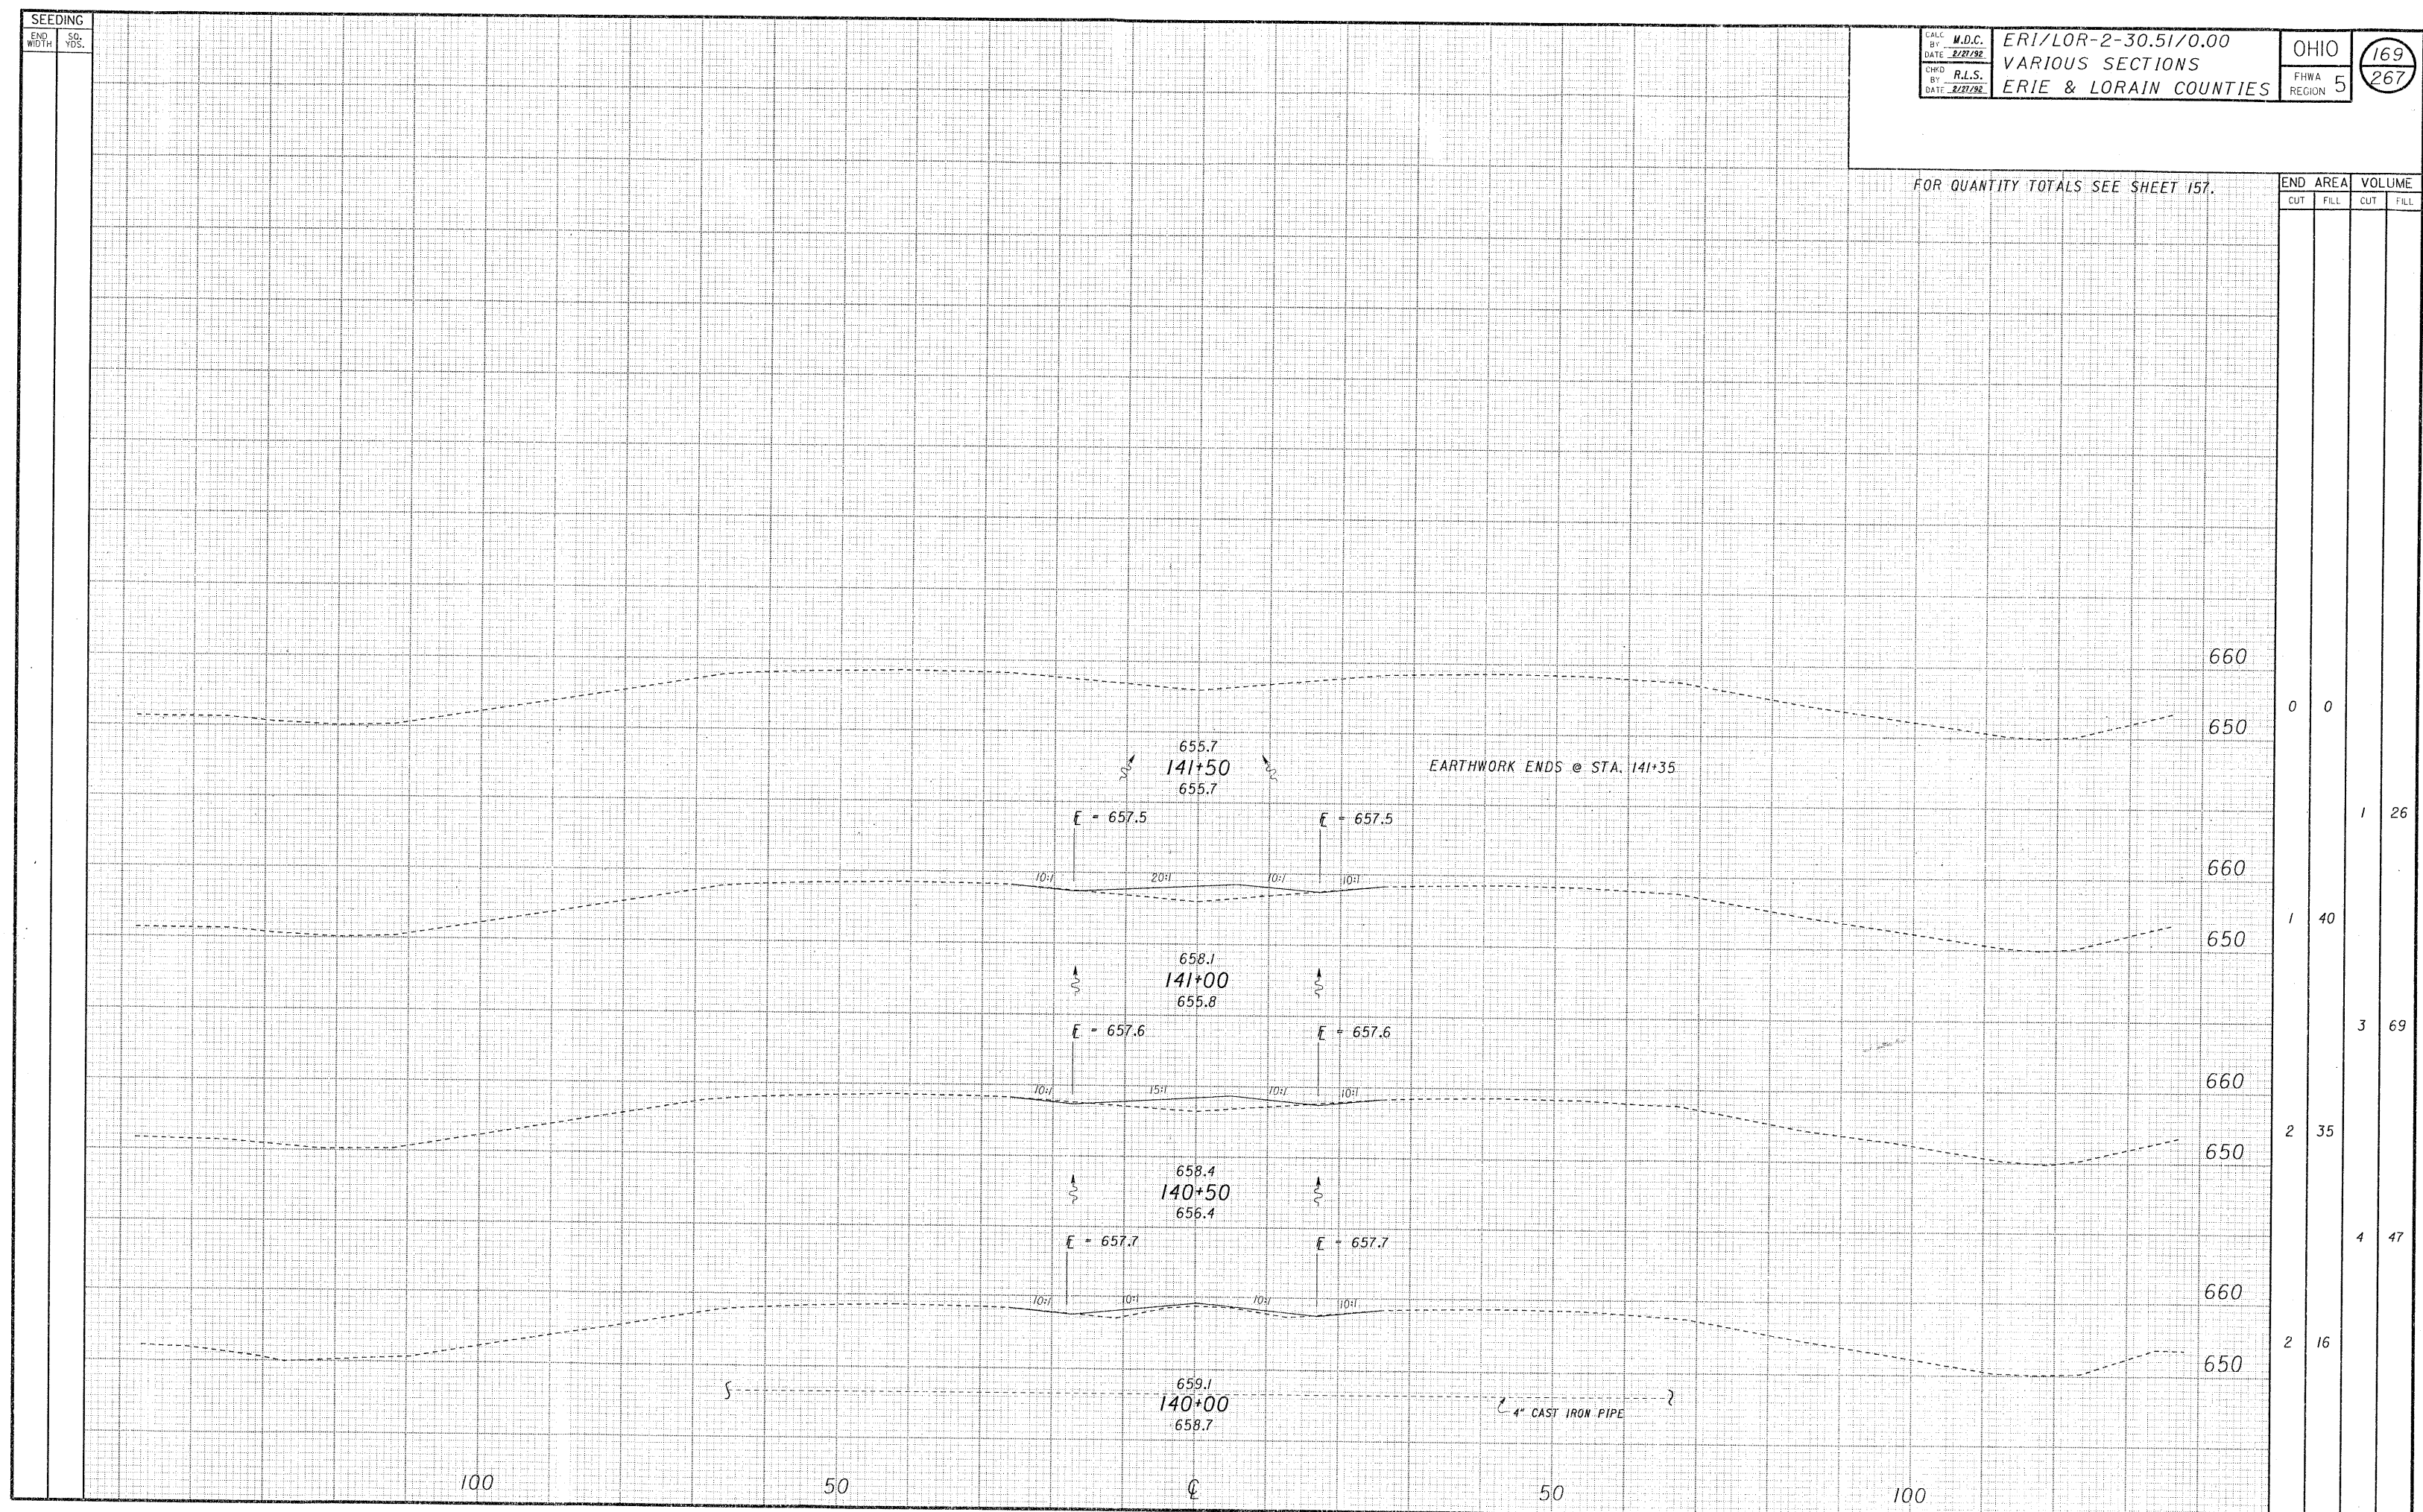 SEEDING
END WIDTH SQ. YDS.
CALC BY M.D.C. DATE 2/27/92
CHKD BY R.L.S. DATE 2/27/92
ERI/LOR-2-30.51/0.00
VARIOUS SECTIONS
ERIE & LORAIN COUNTIES
OHIO
FHWA REGION 5
169
267
FOR QUANTITY TOTALS SEE SHEET 157.
END AREA VOLUME
CUT FILL CUT FILL
660
0 0
650
655.7
141+50
655.7
EARTHWORK ENDS @ STA. 141+35
℄ = 657.5 ℄ = 657.5
1 26
660
10:1 20:1 10:1 10:1
1 40
650
658.1
141+00
655.8
℄ = 657.6 ℄ = 657.6
3 69
660
10:1 15:1 10:1 10:1
2 35
650
658.4
140+50
656.4
℄ = 657.7 ℄ = 657.7
4 47
660
10:1 10:1 10:1 10:1
2 16
650
659.1
140+00
658.7
4" CAST IRON PIPE
100 50 ℄ 50 100